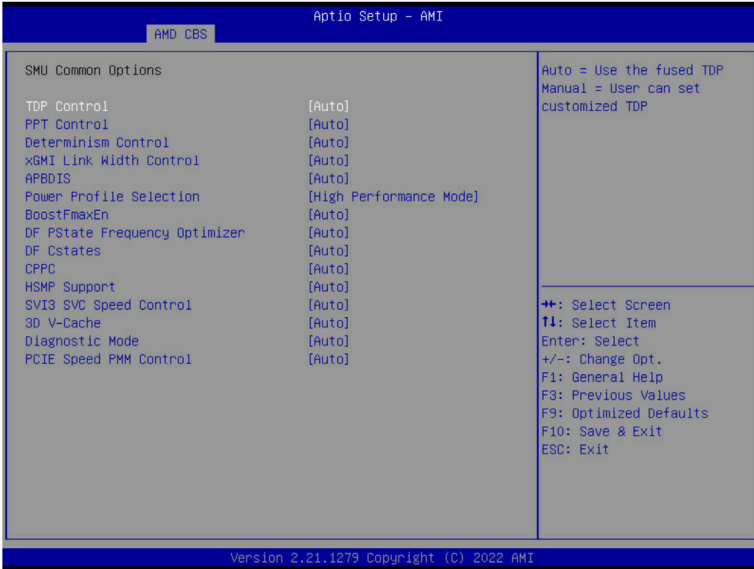 Aptio Setup – AMI
AMD CBS
SMU Common Options
TDP Control [Auto]
PPT Control [Auto]
Determinism Control [Auto]
xGMI Link Width Control [Auto]
APBDIS [Auto]
Power Profile Selection [High Performance Mode]
BoostFmaxEn [Auto]
DF PState Frequency Optimizer [Auto]
DF Cstates [Auto]
CPPC [Auto]
HSMP Support [Auto]
SVI3 SVC Speed Control [Auto]
3D V-Cache [Auto]
Diagnostic Mode [Auto]
PCIE Speed PMM Control [Auto]
Auto = Use the fused TDP
Manual = User can set
customized TDP
→←: Select Screen
↑↓: Select Item
Enter: Select
+/-: Change Opt.
F1: General Help
F3: Previous Values
F9: Optimized Defaults
F10: Save & Exit
ESC: Exit
Version 2.21.1279 Copyright (C) 2022 AMI